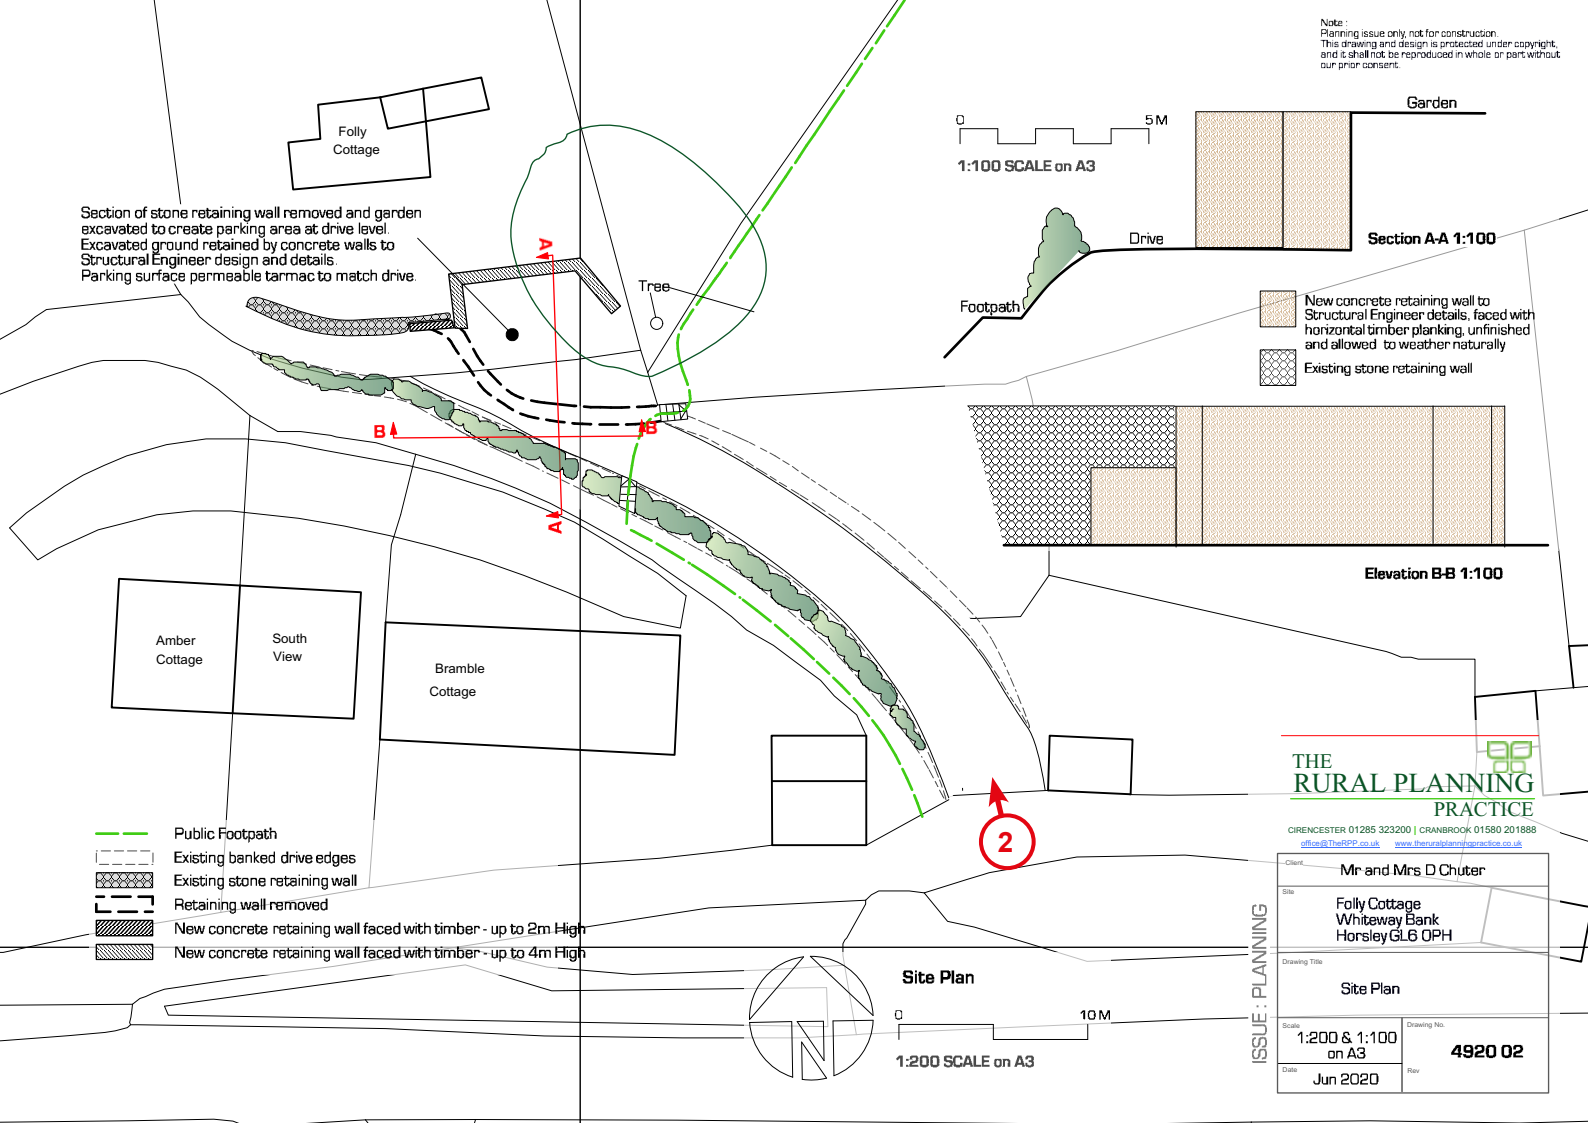 Note :
Planning issue only, not for construction.
This drawing and design is protected under copyright,
and it shall not be reproduced in whole or part without
our prior consent.
Garden
0 5 M
1:100 SCALE on A3
Drive
Section A-A 1:100
Footpath
Folly
Cottage
Section of stone retaining wall removed and garden
excavated to create parking area at drive level.
Excavated ground retained by concrete walls to
Structural Engineer design and details.
Parking surface permeable tarmac to match drive.
A
Tree
New concrete retaining wall to
Structural Engineer details, faced with
horizontal timber planking, unfinished
and allowed to weather naturally
Existing stone retaining wall
B
B
A
Elevation B-B 1:100
Amber
Cottage
South
View
Bramble
Cottage
2
THE
RURAL PLANNING
PRACTICE
CIRENCESTER 01285 323200 | CRANBROOK 01580 201888
office@TheRPP.co.uk www.theruralplanningpractice.co.uk
Public Footpath
Existing banked drive edges
Existing stone retaining wall
Retaining wall removed
New concrete retaining wall faced with timber - up to 2m High
New concrete retaining wall faced with timber - up to 4m High
N
Site Plan
0 10 M
1:200 SCALE on A3
ISSUE : PLANNING
Client
Mr and Mrs D Chuter
Site
Folly Cottage
Whiteway Bank
Horsley GL6 0PH
Drawing Title
Site Plan
Scale
1:200 & 1:100
on A3
Drawing No.
4920 02
Date
Jun 2020
Rev